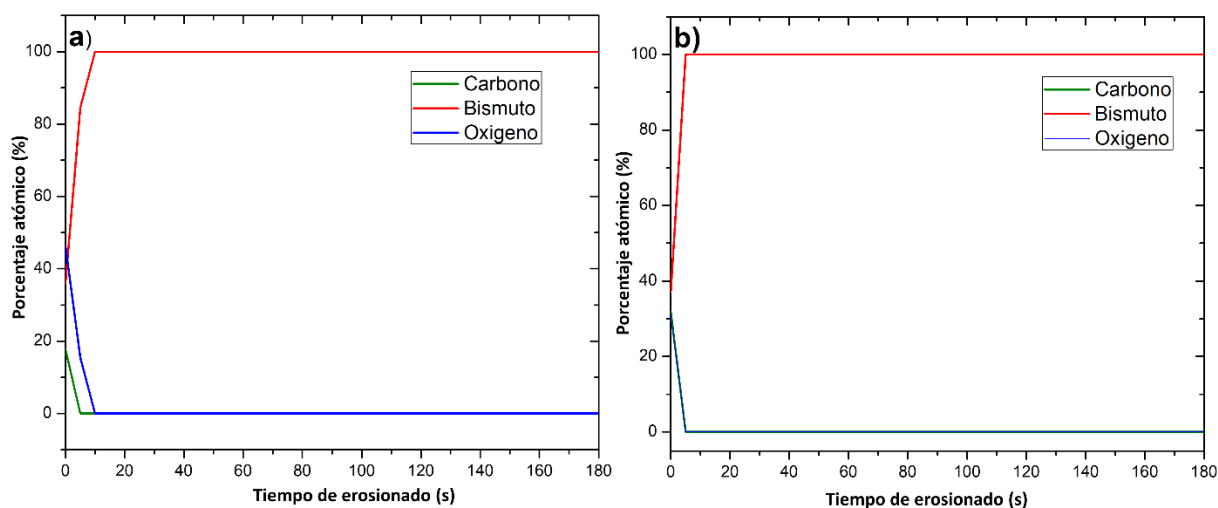 a)
Porcentaje atómico (%)
100
80
60
40
20
0
Carbono
Bismuto
Oxigeno
0 20 40 60 80 100 120 140 160 180
Tiempo de erosionado (s)
b)
Porcentaje atómico (%)
100
80
60
40
20
0
Carbono
Bismuto
Oxigeno
0 20 40 60 80 100 120 140 160 180
Tiempo de erosionado (s)